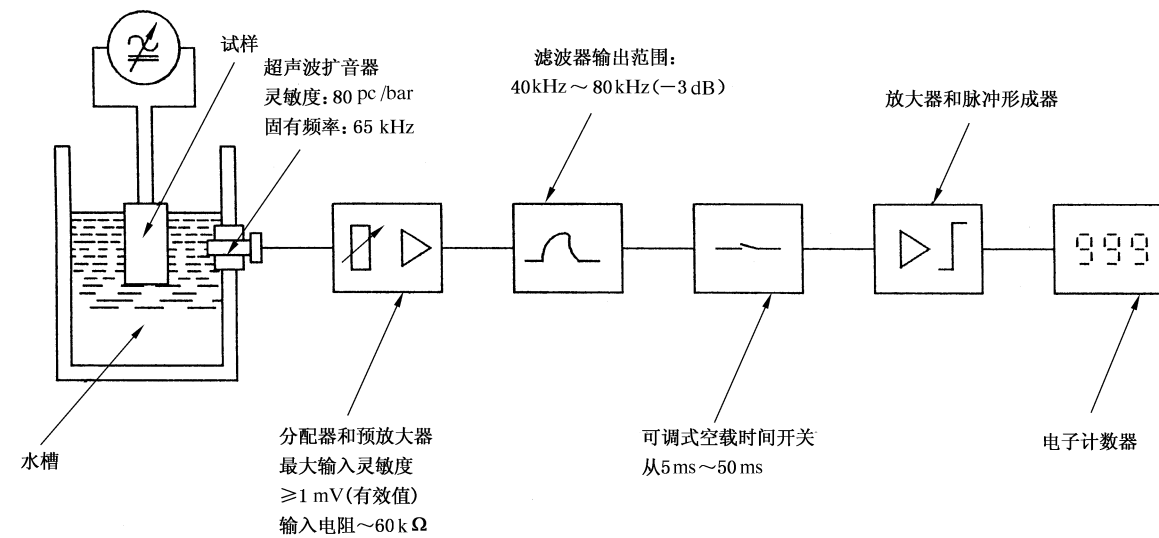 试样
超声波扩音器
灵敏度:80 pc/bar
固有频率:65 kHz
滤波器输出范围:
40kHz～80kHz(－3dB)
放大器和脉冲形成器
999
水槽
分配器和预放大器
最大输入灵敏度
≥1 mV(有效值)
输入电阻～60kΩ
可调式空载时间开关
从5ms～50ms
电子计数器